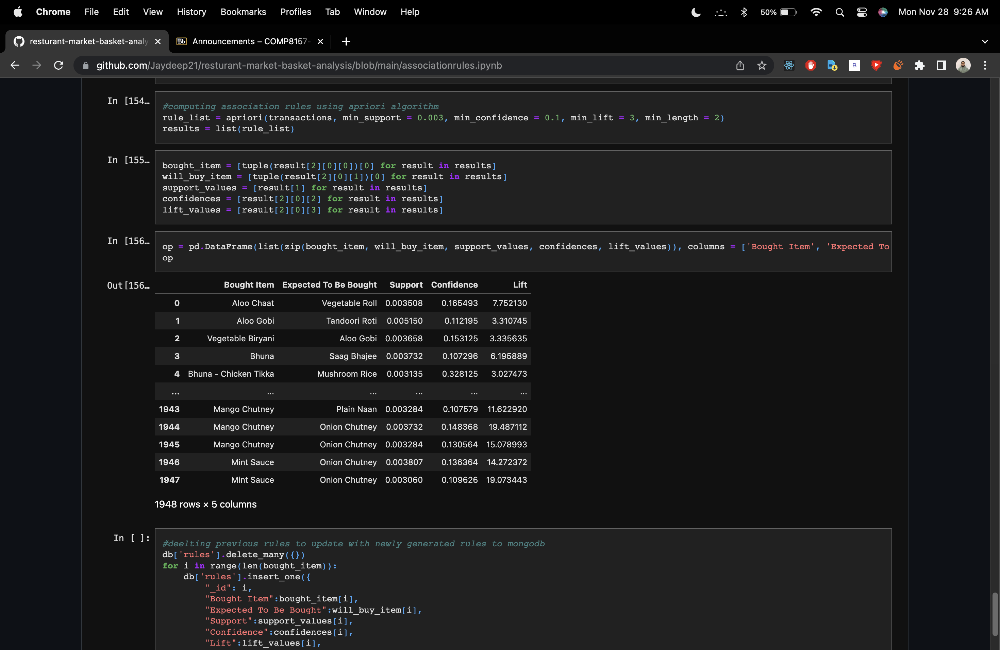 Chrome File Edit View History Bookmarks Profiles Tab Window Help 50% Mon Nov 28 9:26 AM
resturant-market-basket-analy Bb Announcements – COMP8157-
github.com/Jaydeep21/resturant-market-basket-analysis/blob/main/associationrules.ipynb B
In [154…
#computing association rules using apriori algorithm
rule_list = apriori(transactions, min_support = 0.003, min_confidence = 0.1, min_lift = 3, min_length = 2)
results = list(rule_list)
In [155…
bought_item = [tuple(result[2][0][0])[0] for result in results]
will_buy_item = [tuple(result[2][0][1])[0] for result in results]
support_values = [result[1] for result in results]
confidences = [result[2][0][2] for result in results]
lift_values = [result[2][0][3] for result in results]
In [156…
op = pd.DataFrame(list(zip(bought_item, will_buy_item, support_values, confidences, lift_values)), columns = ['Bought Item', 'Expected To
op
Out[156…
Bought Item Expected To Be Bought Support Confidence Lift
0 Aloo Chaat Vegetable Roll 0.003508 0.165493 7.752130
1 Aloo Gobi Tandoori Roti 0.005150 0.112195 3.310745
2 Vegetable Biryani Aloo Gobi 0.003658 0.153125 3.335635
3 Bhuna Saag Bhajee 0.003732 0.107296 6.195889
4 Bhuna - Chicken Tikka Mushroom Rice 0.003135 0.328125 3.027473
... ... ... ... ... ...
1943 Mango Chutney Plain Naan 0.003284 0.107579 11.622920
1944 Mango Chutney Onion Chutney 0.003732 0.148368 19.487112
1945 Mango Chutney Onion Chutney 0.003284 0.130564 15.078993
1946 Mint Sauce Onion Chutney 0.003807 0.136364 14.272372
1947 Mint Sauce Onion Chutney 0.003060 0.109626 19.073443
1948 rows × 5 columns
In [ ]:
#deelting previous rules to update with newly generated rules to mongodb
db['rules'].delete_many({})
for i in range(len(bought_item)):
db['rules'].insert_one({
"_id": i,
"Bought Item":bought_item[i],
"Expected To Be Bought":will_buy_item[i],
"Support":support_values[i],
"Confidence":confidences[i],
"Lift":lift_values[i],